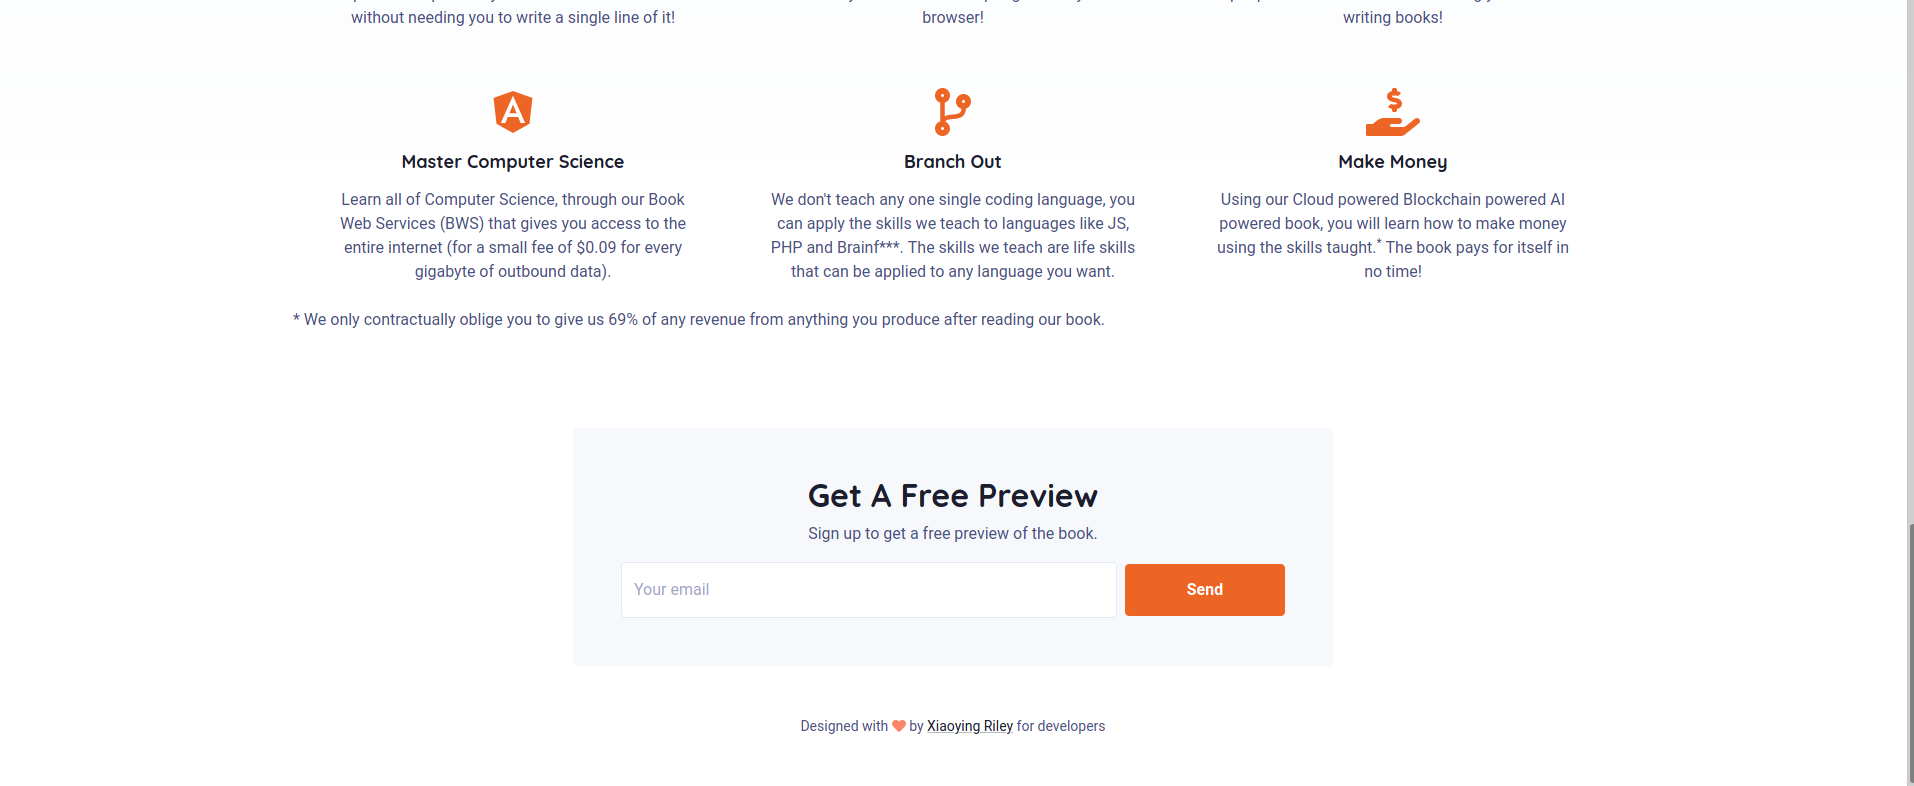 without needing you to write a single line of it!
browser!
writing books!
Master Computer Science
Learn all of Computer Science, through our Book
Web Services (BWS) that gives you access to the
entire internet (for a small fee of $0.09 for every
gigabyte of outbound data).
Branch Out
We don't teach any one single coding language, you
can apply the skills we teach to languages like JS,
PHP and Brainf***. The skills we teach are life skills
that can be applied to any language you want.
Make Money
Using our Cloud powered Blockchain powered AI
powered book, you will learn how to make money
using the skills taught.* The book pays for itself in
no time!
* We only contractually oblige you to give us 69% of any revenue from anything you produce after reading our book.
Get A Free Preview
Sign up to get a free preview of the book.
Your email
Send
Designed with ❤ by Xiaoying Riley for developers